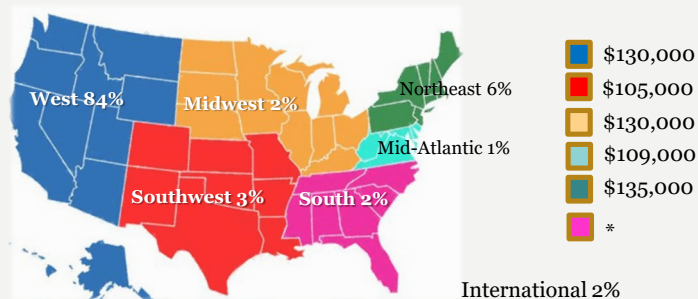 West 84%
Midwest 2%
Northeast 6%
Mid-Atlantic 1%
Southwest 3%
South 2%
International 2%
$130,000
$105,000
$130,000
$109,000
$135,000
*